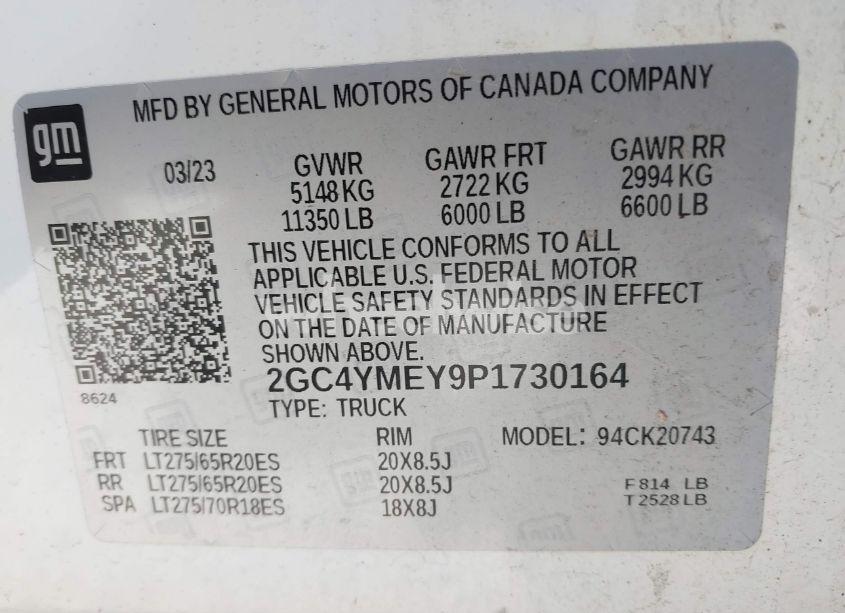 MFD BY GENERAL MOTORS OF CANADA COMPANY
gm
03/23 GVWR GAWR FRT GAWR RR
5148 KG 2722 KG 2994 KG
11350 LB 6000 LB 6600 LB
THIS VEHICLE CONFORMS TO ALL
APPLICABLE U.S. FEDERAL MOTOR
VEHICLE SAFETY STANDARDS IN EFFECT
ON THE DATE OF MANUFACTURE
SHOWN ABOVE.
8624
2GC4YMEY9P1730164
TYPE: TRUCK
TIRE SIZE RIM MODEL: 94CK20743
FRT LT275/65R20ES 20X8.5J
RR LT275/65R20ES 20X8.5J F 814 LB
SPA LT275/70R18ES 18X8J T 2528 LB